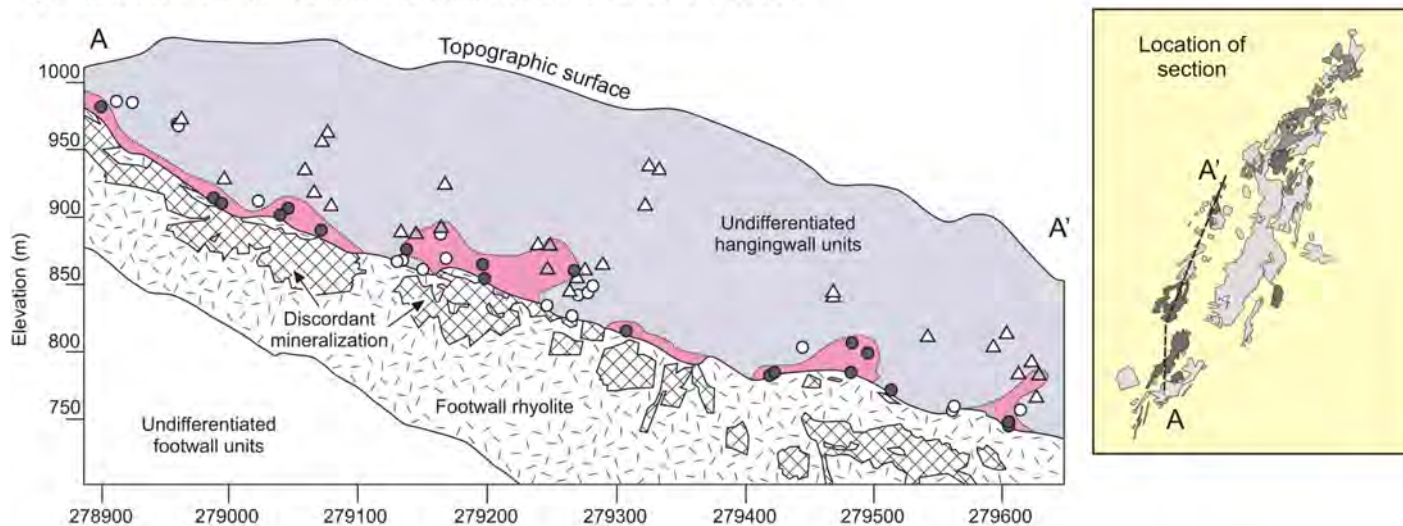 A
Topographic surface
1000
950
900
850
800
750
Elevation (m)
Undifferentiated
hangingwall units
A'
Discordant
mineralization
Footwall rhyolite
Undifferentiated
footwall units
278900
279000
279100
279200
279300
279400
279500
279600
Location of
section
A'
A